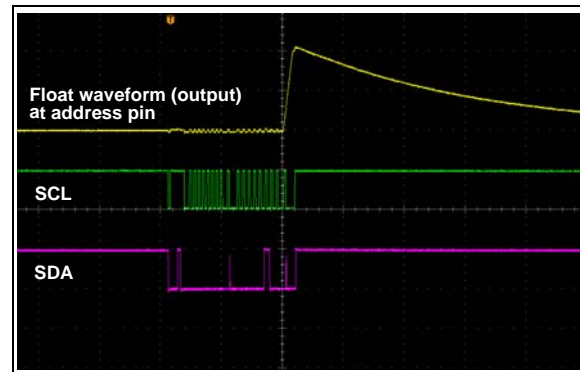 T
Float waveform (output)
at address pin
SCL
SDA